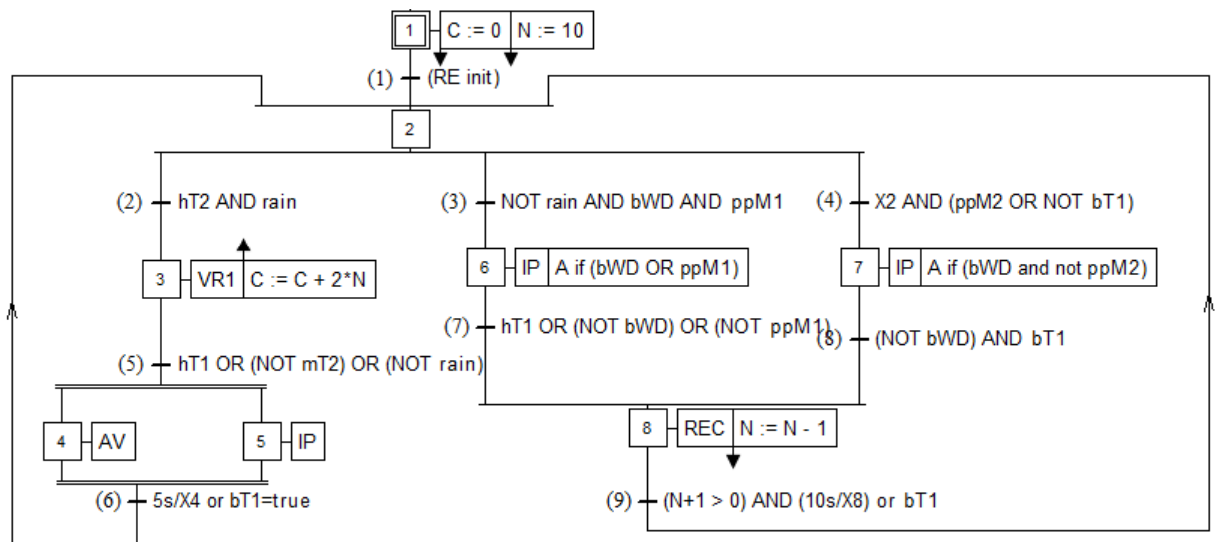 1 C := 0 N := 10
(1) (RE init)
2
(2) hT2 AND rain
(3) NOT rain AND bWD AND ppM1
(4) X2 AND (ppM2 OR NOT bT1)
3 VR1 C := C + 2*N
6 IP A if (bWD OR ppM1)
7 IP A if (bWD and not ppM2)
(7) hT1 OR (NOT bWD) OR (NOT ppM1)
(8) (NOT bWD) AND bT1
(5) hT1 OR (NOT mT2) OR (NOT rain)
4 AV
5 IP
8 REC N := N - 1
(6) 5s/X4 or bT1=true
(9) (N+1 > 0) AND (10s/X8) or bT1